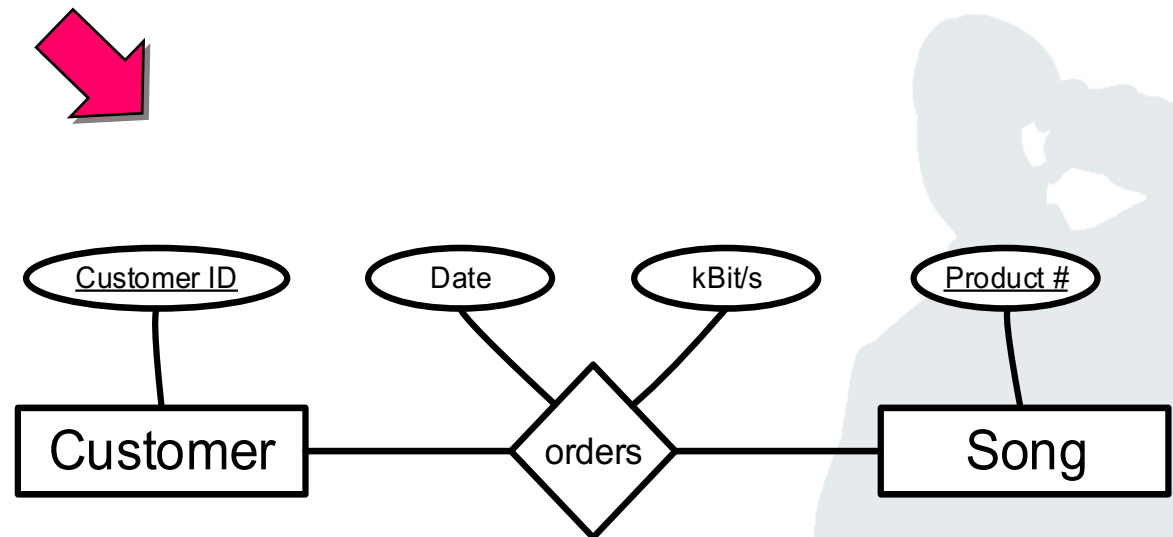 Customer ID
Date
kBit/s
Product #
Customer
orders
Song